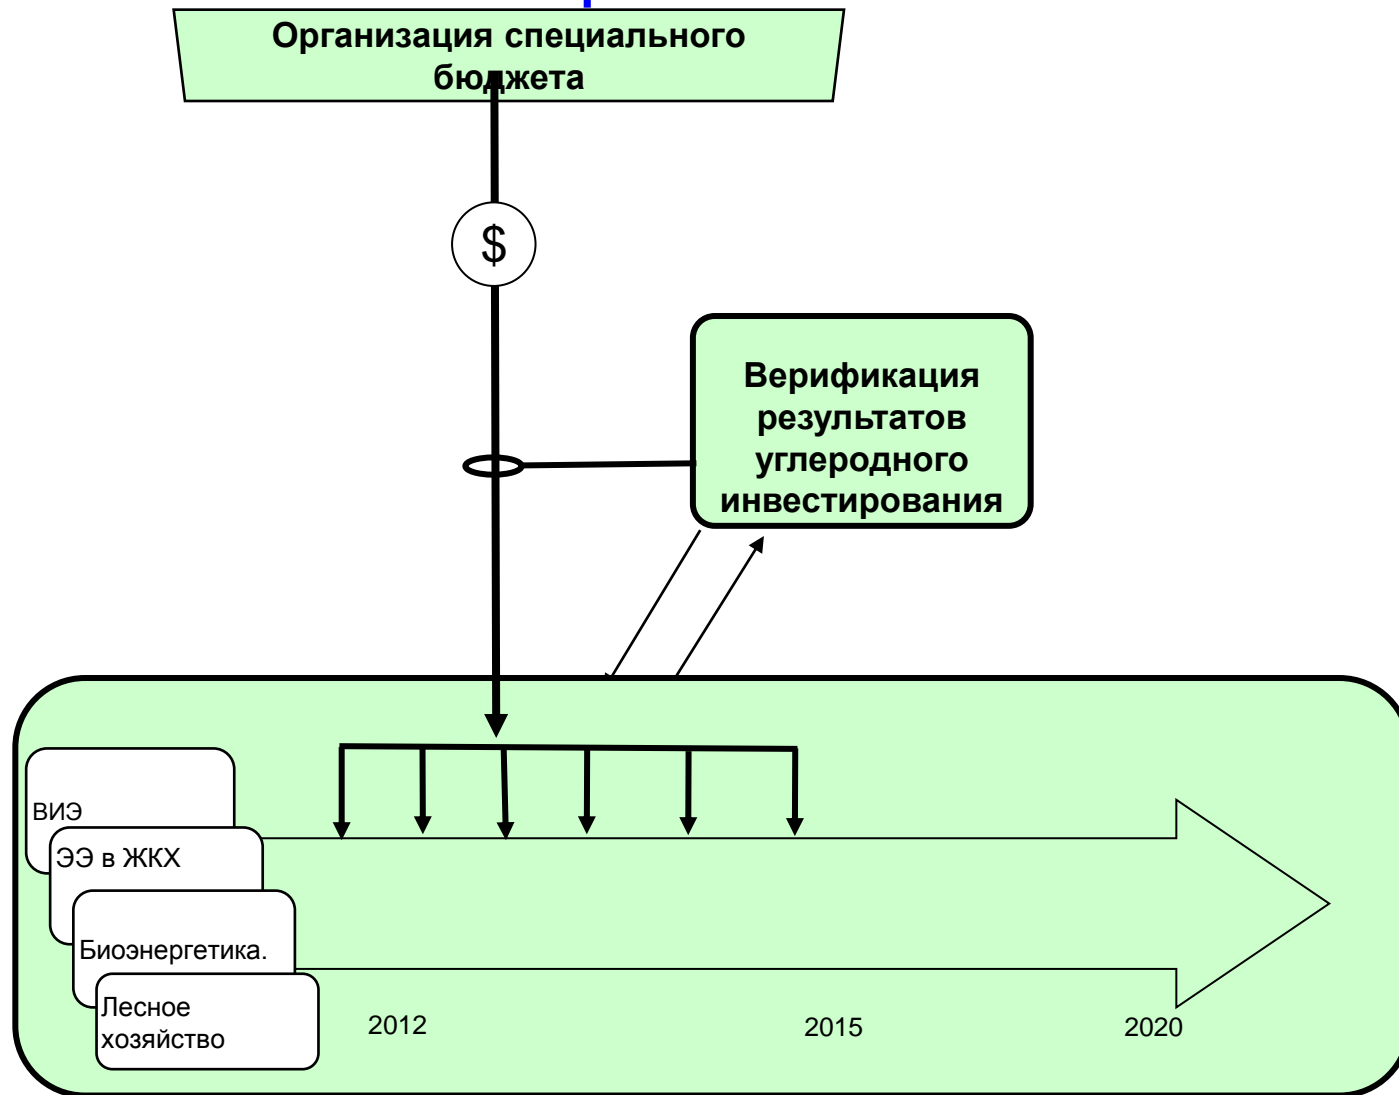 Организация специального
бюджета
$
Верификация
результатов
углеродного
инвестирования
ВИЭ
ЭЭ в ЖКХ
Биоэнергетика.
Лесное
хозяйство
2012
2015
2020